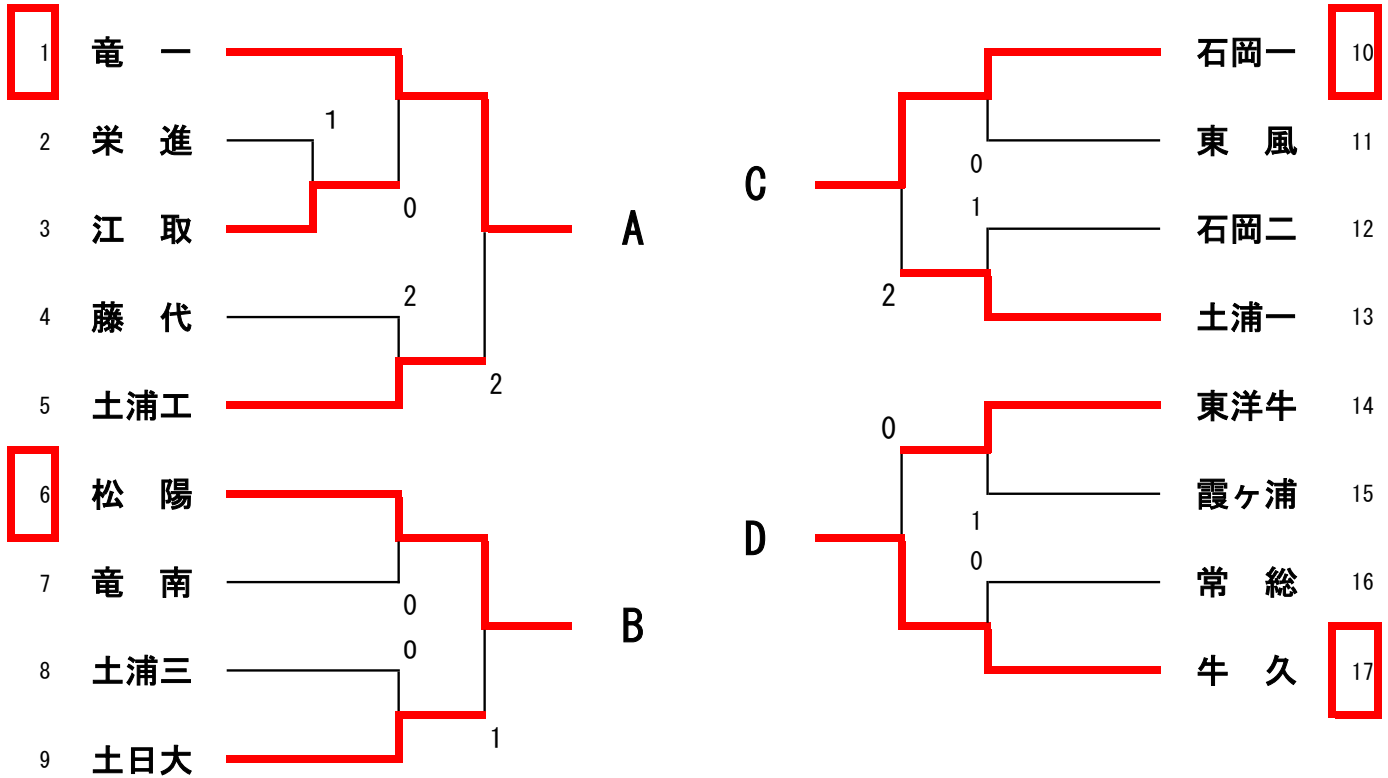 1 竜 一
1
2 栄 進
0
3 江 取
A
2
4 藤 代
2
5 土浦工
6 松 陽
7 竜 南
0
B
0
8 土浦三
1
9 土日大
石岡一 10
東 風 11
0
C
1
石岡二 12
2
土浦一 13
東洋牛 14
0
霞ヶ浦 15
1
D
0
常 総 16
牛 久 17